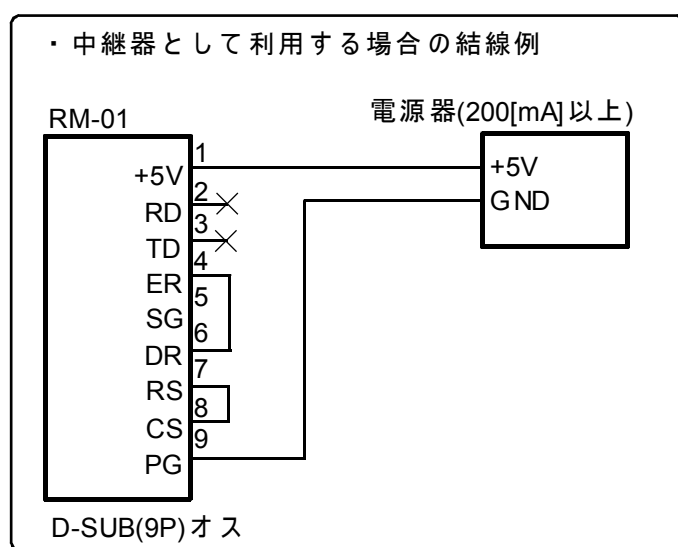 ・中継器として利用する場合の結線例
電源器(200[mA]以上)
RM-01
1
+5V
+5V
2
RD
GND
3
TD
4
ER
5
SG
6
DR
7
RS
8
CS
9
PG
D-SUB(9P)オス